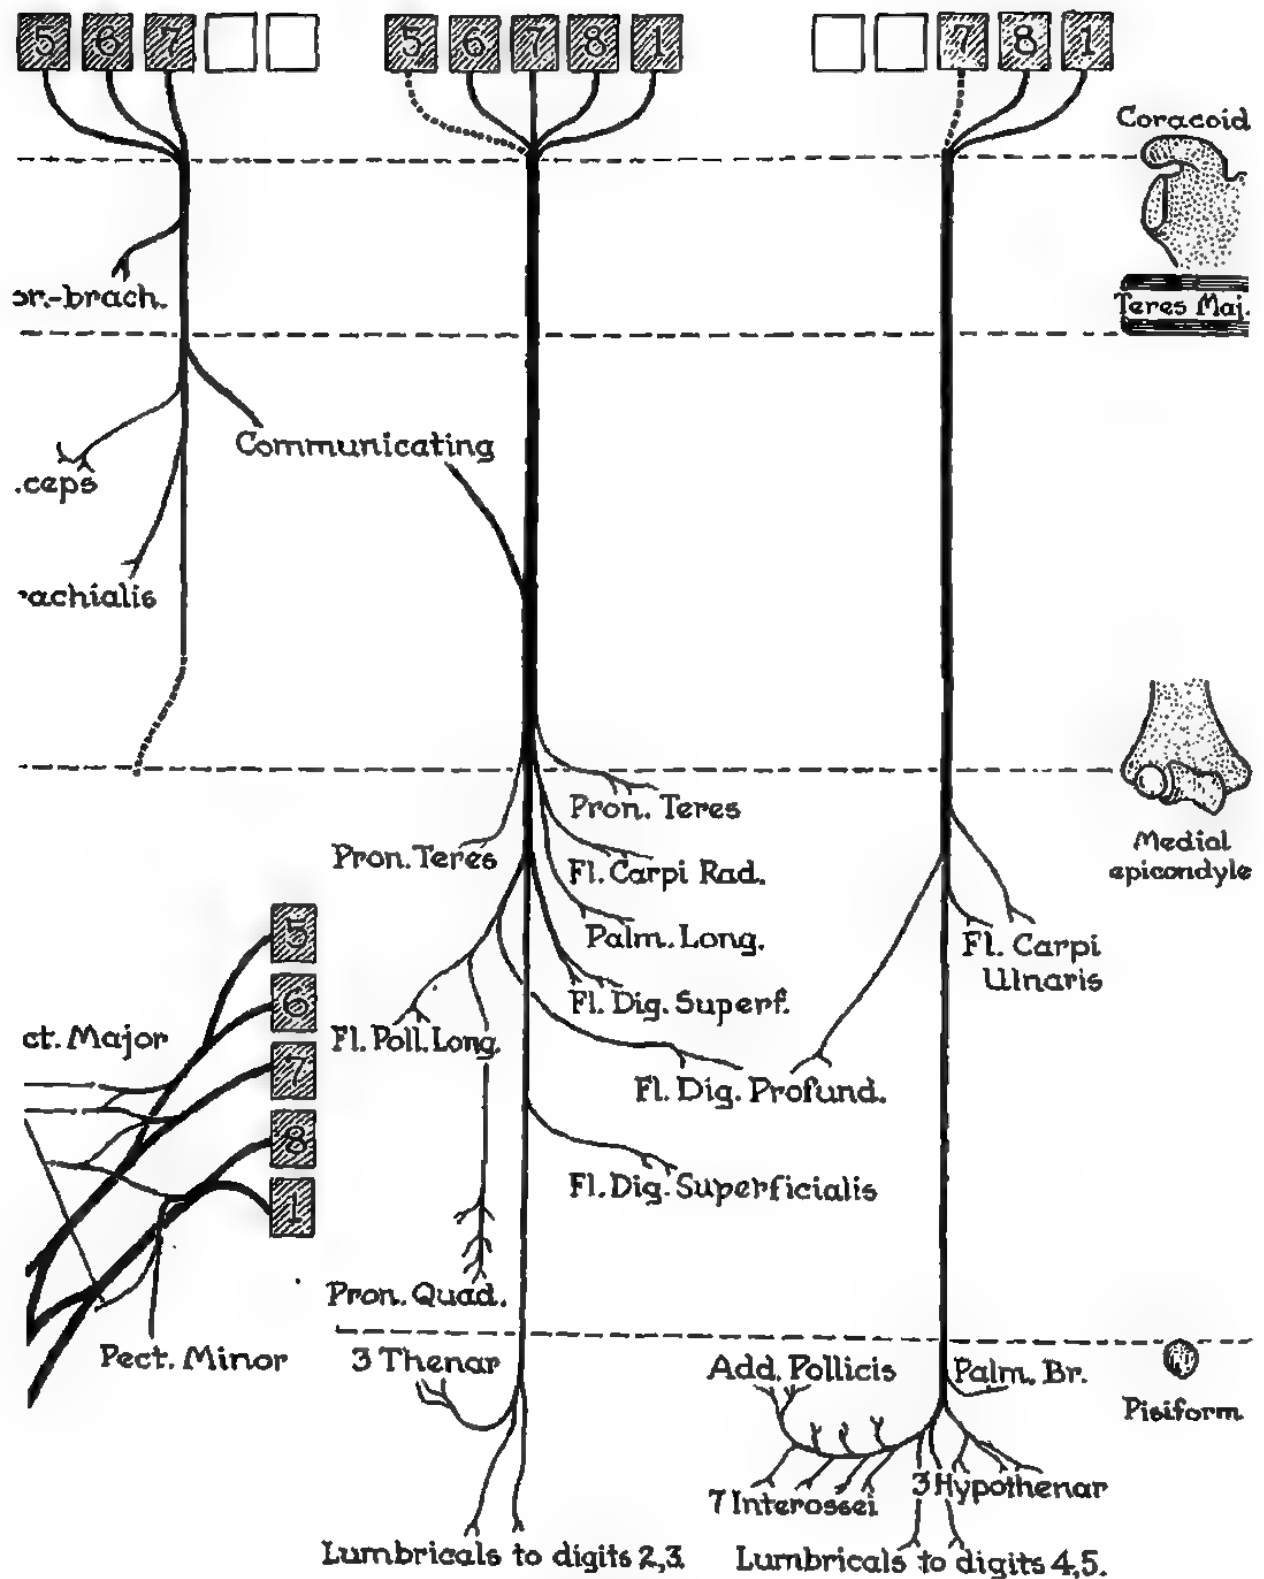 5 6 7
5 6 7 8 1
7 8 1
Coracoid
er.-brach.
Teres Maj.
Communicating
.ceps
rachialis
Pron. Teres
Pron. Teres
Medial
epicondyle
Fl. Carpi Rad.
Palm. Long.
Fl. Carpi
Ulnaris
Fl. Dig. Superf.
Fl. Poll. Long.
Fl. Dig. Profund.
Fl. Dig. Superficialis
5
6
ct. Major
7
8
1
Pron. Quad.
Pect. Minor
3 Thenar
Add. Pollicis
Palm. Br.
Pisiform
7 Interossei
3 Hypothenar
Lumbricals to digits 2,3.
Lumbricals to digits 4,5.